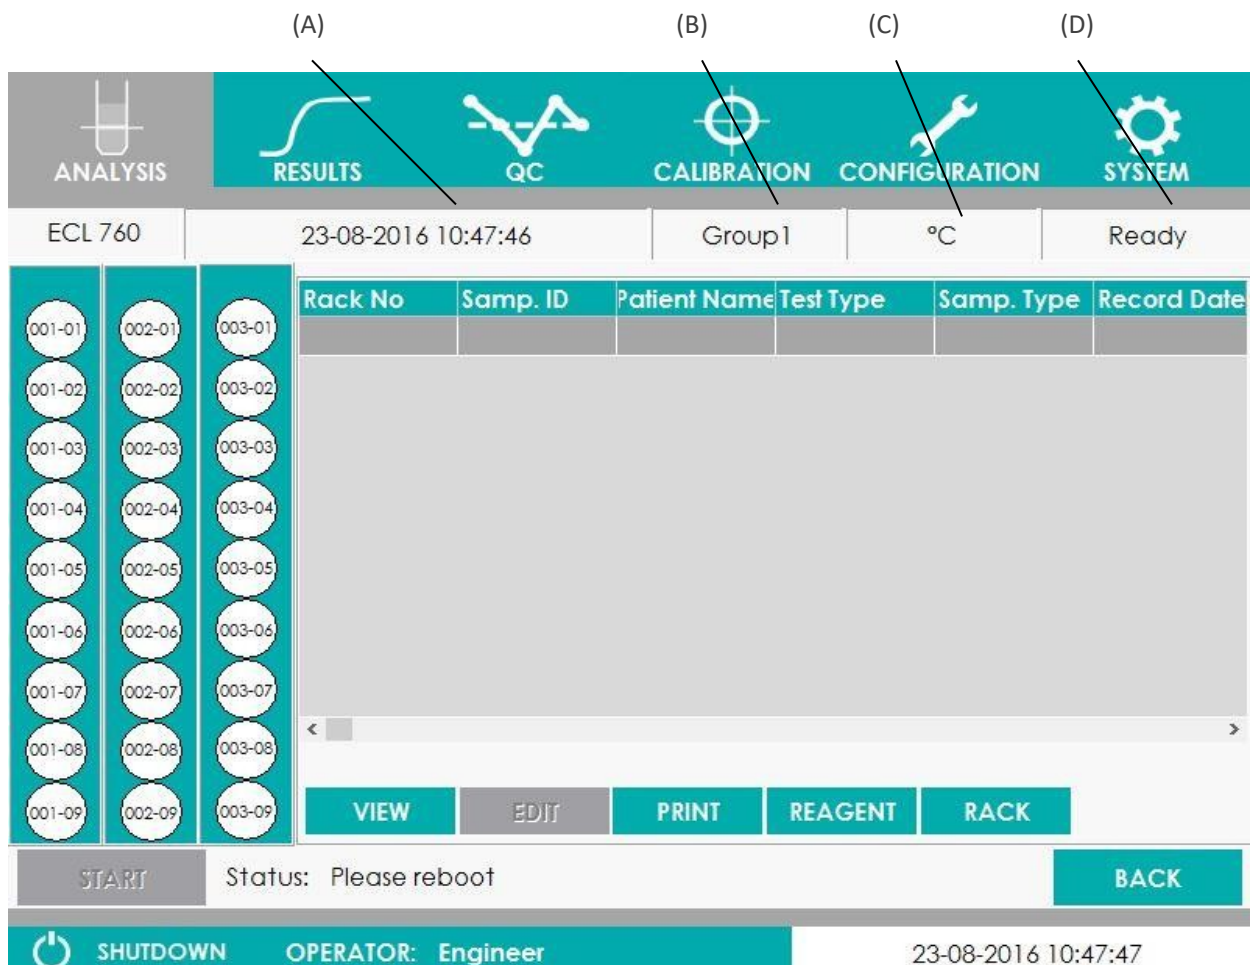 (A) (B) (C) (D)
ANALYSIS RESULTS QC CALIBRATION CONFIGURATION SYSTEM
ECL 760 23-08-2016 10:47:46 Group1 °C Ready
Rack No Samp. ID Patient Name Test Type Samp. Type Record Date
001-01 002-01 003-01
001-02 002-02 003-02
001-03 002-03 003-03
001-04 002-04 003-04
001-05 002-05 003-05
001-06 002-06 003-06
001-07 002-07 003-07
001-08 002-08 003-08
001-09 002-09 003-09
VIEW EDIT PRINT REAGENT RACK
START Status: Please reboot BACK
SHUTDOWN OPERATOR: Engineer 23-08-2016 10:47:47